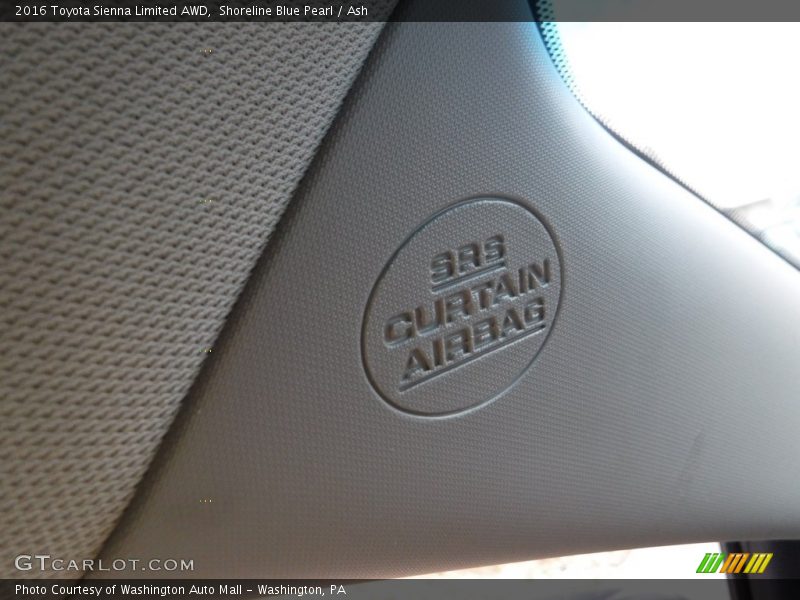 2016 Toyota Sienna Limited AWD,  Shoreline Blue Pearl / Ash
SRS
CURTAIN
AIRBAG
GTCARLOT.COM
Photo Courtesy of Washington Auto Mall - Washington, PA